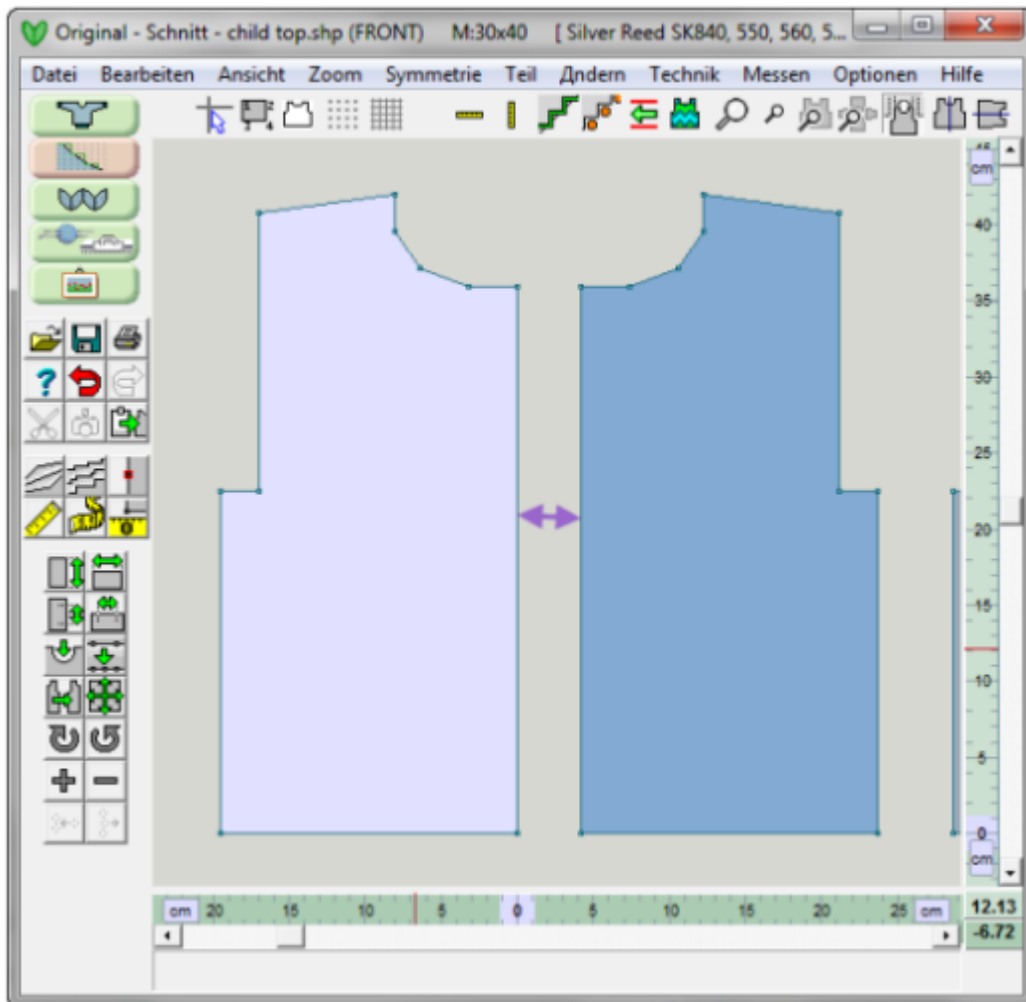 Original - Schnitt - child top.shp (FRONT) M:30x40 [ Silver Reed SK840, 550, 560, 5...
Datei Bearbeiten Ansicht Zoom Symmetrie Teil Дndern Technik Messen Optionen Hilfe
45
cm
40
35
30
25
20
15
10
5
0
cm
cm 20 15 10 5 0 5 10 15 20 25 cm
12.13
-6.72